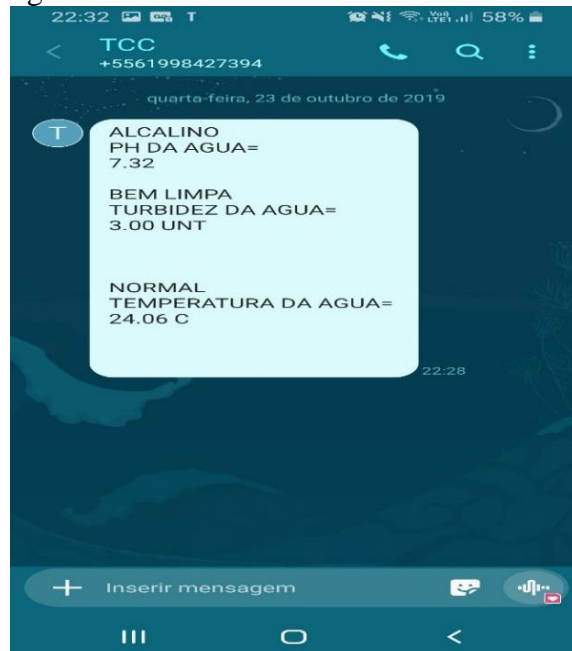 22:32 T 58%
TCC
+5561998427394
quarta-feira, 23 de outubro de 2019
T
ALCALINO
PH DA AGUA=
7.32
BEM LIMPA
TURBIDEZ DA AGUA=
3.00 UNT
NORMAL
TEMPERATURA DA AGUA=
24.06 C
22:28
Inserir mensagem